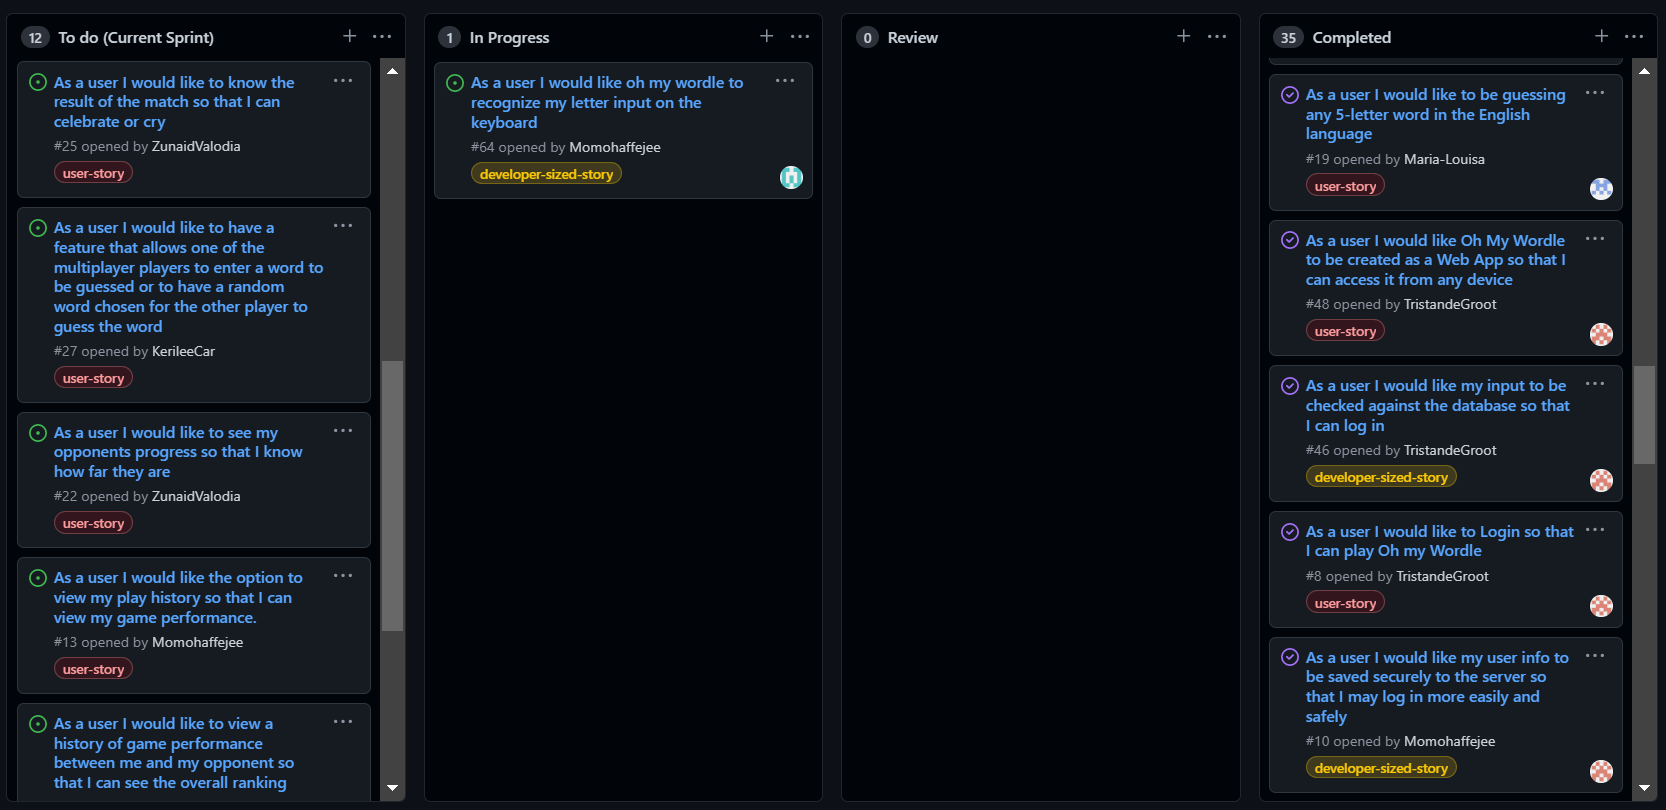 12 To do (Current Sprint)
As a user I would like to know the
result of the match so that I can
celebrate or cry
#25 opened by ZunaidValodia
user-story
As a user I would like to have a
feature that allows one of the
multiplayer players to enter a word to
be guessed or to have a random
word chosen for the other player to
guess the word
#27 opened by KerileeCar
user-story
As a user I would like to see my
opponents progress so that I know
how far they are
#22 opened by ZunaidValodia
user-story
As a user I would like the option to
view my play history so that I can
view my game performance.
#13 opened by Momohaffejee
user-story
As a user I would like to view a
history of game performance
between me and my opponent so
that I can see the overall ranking
1 In Progress
As a user I would like oh my wordle to
recognize my letter input on the
keyboard
#64 opened by Momohaffejee
developer-sized-story
0 Review
35 Completed
As a user I would like to be guessing
any 5-letter word in the English
language
#19 opened by Maria-Louisa
user-story
As a user I would like Oh My Wordle
to be created as a Web App so that I
can access it from any device
#48 opened by TristandeGroot
user-story
As a user I would like my input to be
checked against the database so that
I can log in
#46 opened by TristandeGroot
developer-sized-story
As a user I would like to Login so that
I can play Oh my Wordle
#8 opened by TristandeGroot
user-story
As a user I would like my user info to
be saved securely to the server so
that I may log in more easily and
safely
#10 opened by Momohaffejee
developer-sized-story